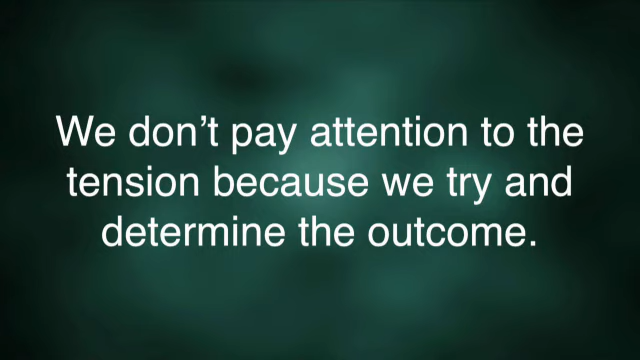 We don’t pay attention to the
tension because we try and
determine the outcome.